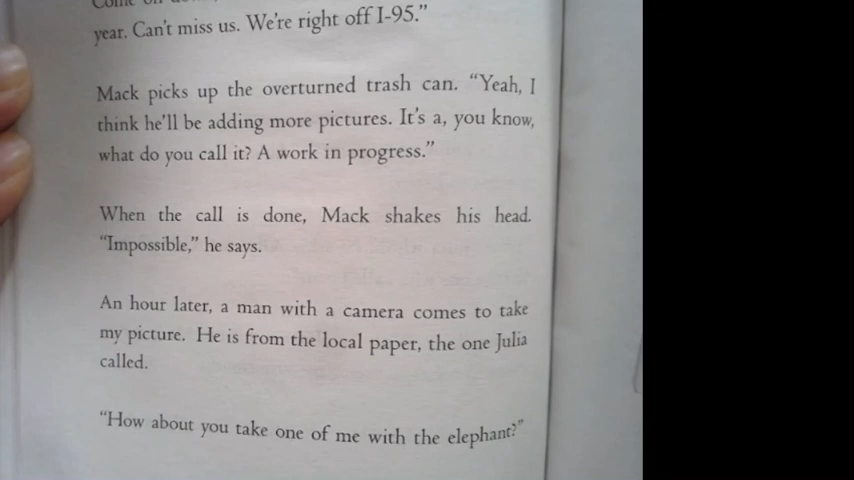 year. Can't miss us. We're right off I-95."
Mack picks up the overturned trash can. "Yeah, I
think he'll be adding more pictures. It's a, you know,
what do you call it? A work in progress."
When the call is done, Mack shakes his head.
"Impossible," he says.
An hour later, a man with a camera comes to take
my picture. He is from the local paper, the one Julia
called.
"How about you take one of me with the elephant?"